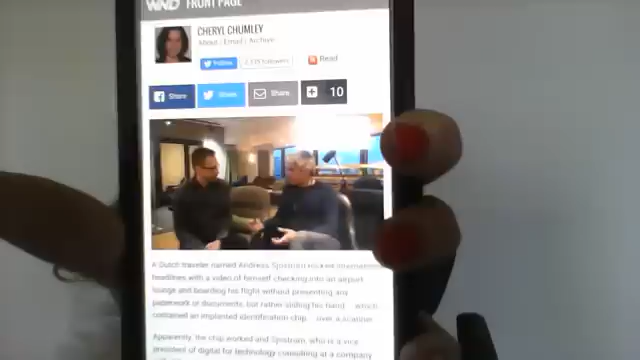 WND FRONT PAGE
CHERYL CHUMLEY
About | Email | Archive
Follow
followers
Read
Share
Share
Share
10
A Dutch traveler named Andreas Sjostrom
headlines with a video of himself checking into an airport
lounge and boarding his flight without presenting any
paperwork or documents, but rather sliding his hand which
contained an implanted identification chip over a scanner.
Apparently, the chip worked and Sjostrom, who is a vice
president of digital for technology consulting at a company